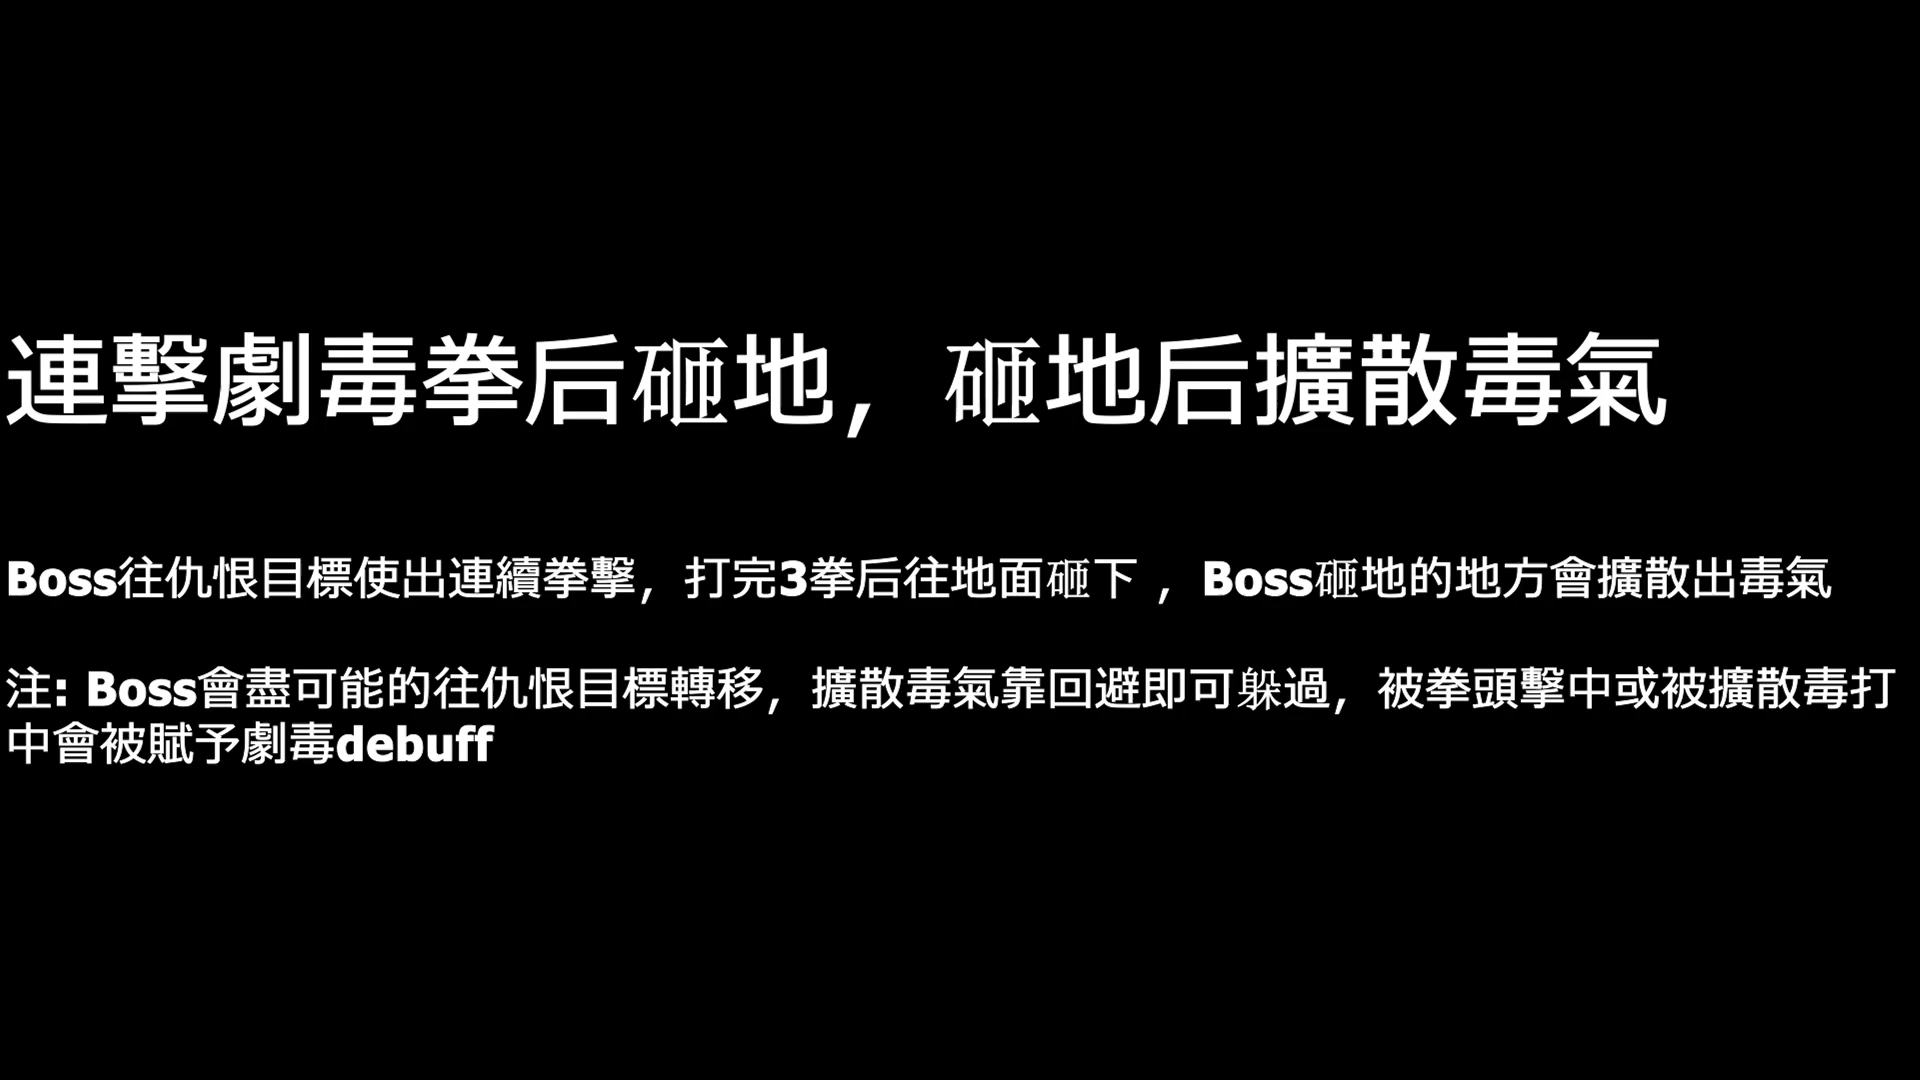 連擊劇毒拳后砸地，砸地后擴散毒氣
Boss往仇恨目標使出連續拳擊，打完3拳后往地面砸下 ，Boss砸地的地方會擴散出毒氣
注: Boss會盡可能的往仇恨目標轉移，擴散毒氣靠回避即可躲過，被拳頭擊中或被擴散毒打
中會被賦予劇毒debuff